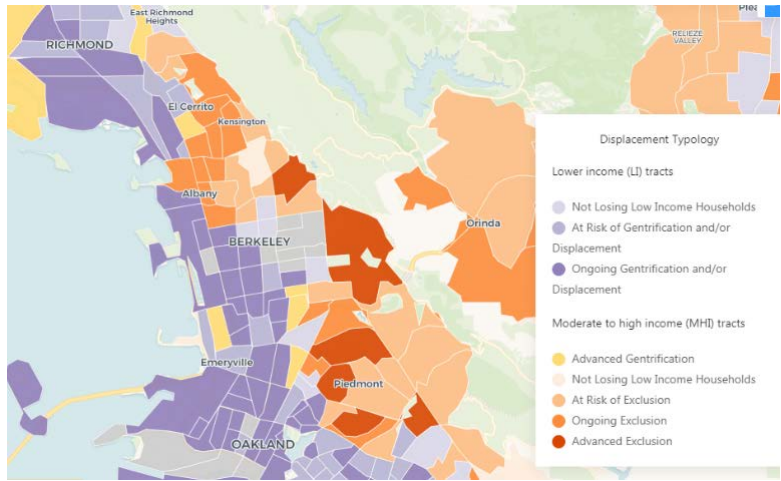 East Richmond
Heights
RICHMOND
El Cerrito
Kensington
Albany
BERKELEY
Emeryville
Piedmont
OAKLAND
Orinda
RELIEZE
VALLEY
Plea
Displacement Typology
Lower income (LI) tracts
Not Losing Low Income Households
At Risk of Gentrification and/or
Displacement
Ongoing Gentrification and/or
Displacement
Moderate to high income (MHI) tracts
Advanced Gentrification
Not Losing Low Income Households
At Risk of Exclusion
Ongoing Exclusion
Advanced Exclusion